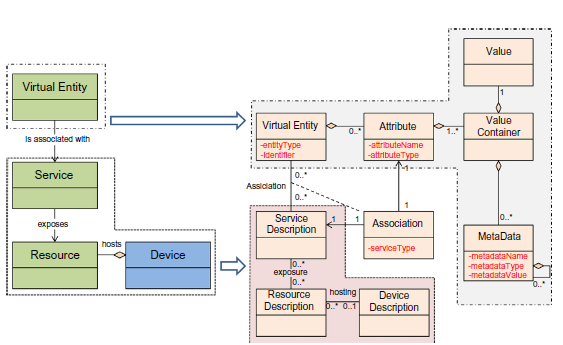 Virtual Entity
is associated with
Service
exposes
Resource
hosts
Device
Value
1
Virtual Entity
-entityType
-identifier
0..*
Attribute
-attributeName
-attributeType
1..*
Value
Container
0..*
Assiciation
0..*
1
1
0..*
MetaData
-metadataName
-metadataType
-metadataValue
0..*
Service
Description
1
1
Association
-serviceType
0..*
exposure
0..*
Resource
Description
hosting
0..*
0..1
Device
Description